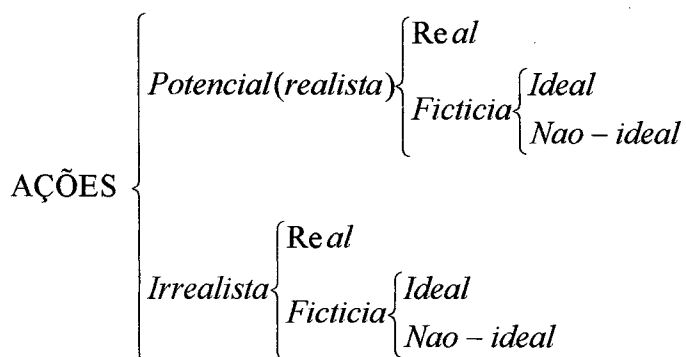 Real
Potencial(realista)
Ficticia
Ideal
Nao – ideal
AÇÕES
Real
Irrealista
Ficticia
Ideal
Nao – ideal